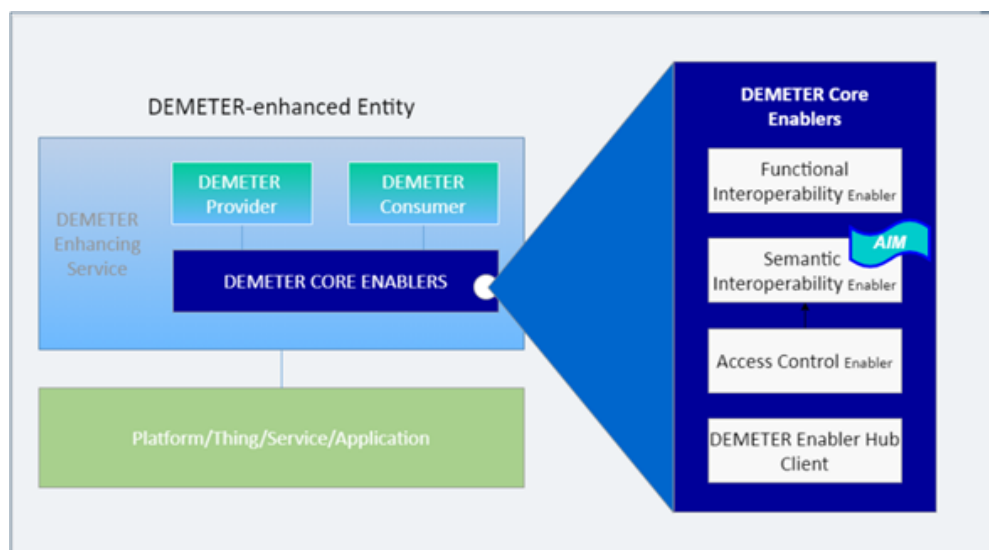 DEMETER-enhanced Entity
DEMETER
Enhancing
Service
DEMETER
Provider
DEMETER
Consumer
DEMETER CORE ENABLERS
Platform/Thing/Service/Application
DEMETER Core
Enablers
Functional
Interoperability Enabler
AIM
Semantic
Interoperability Enabler
Access Control Enabler
DEMETER Enabler Hub
Client